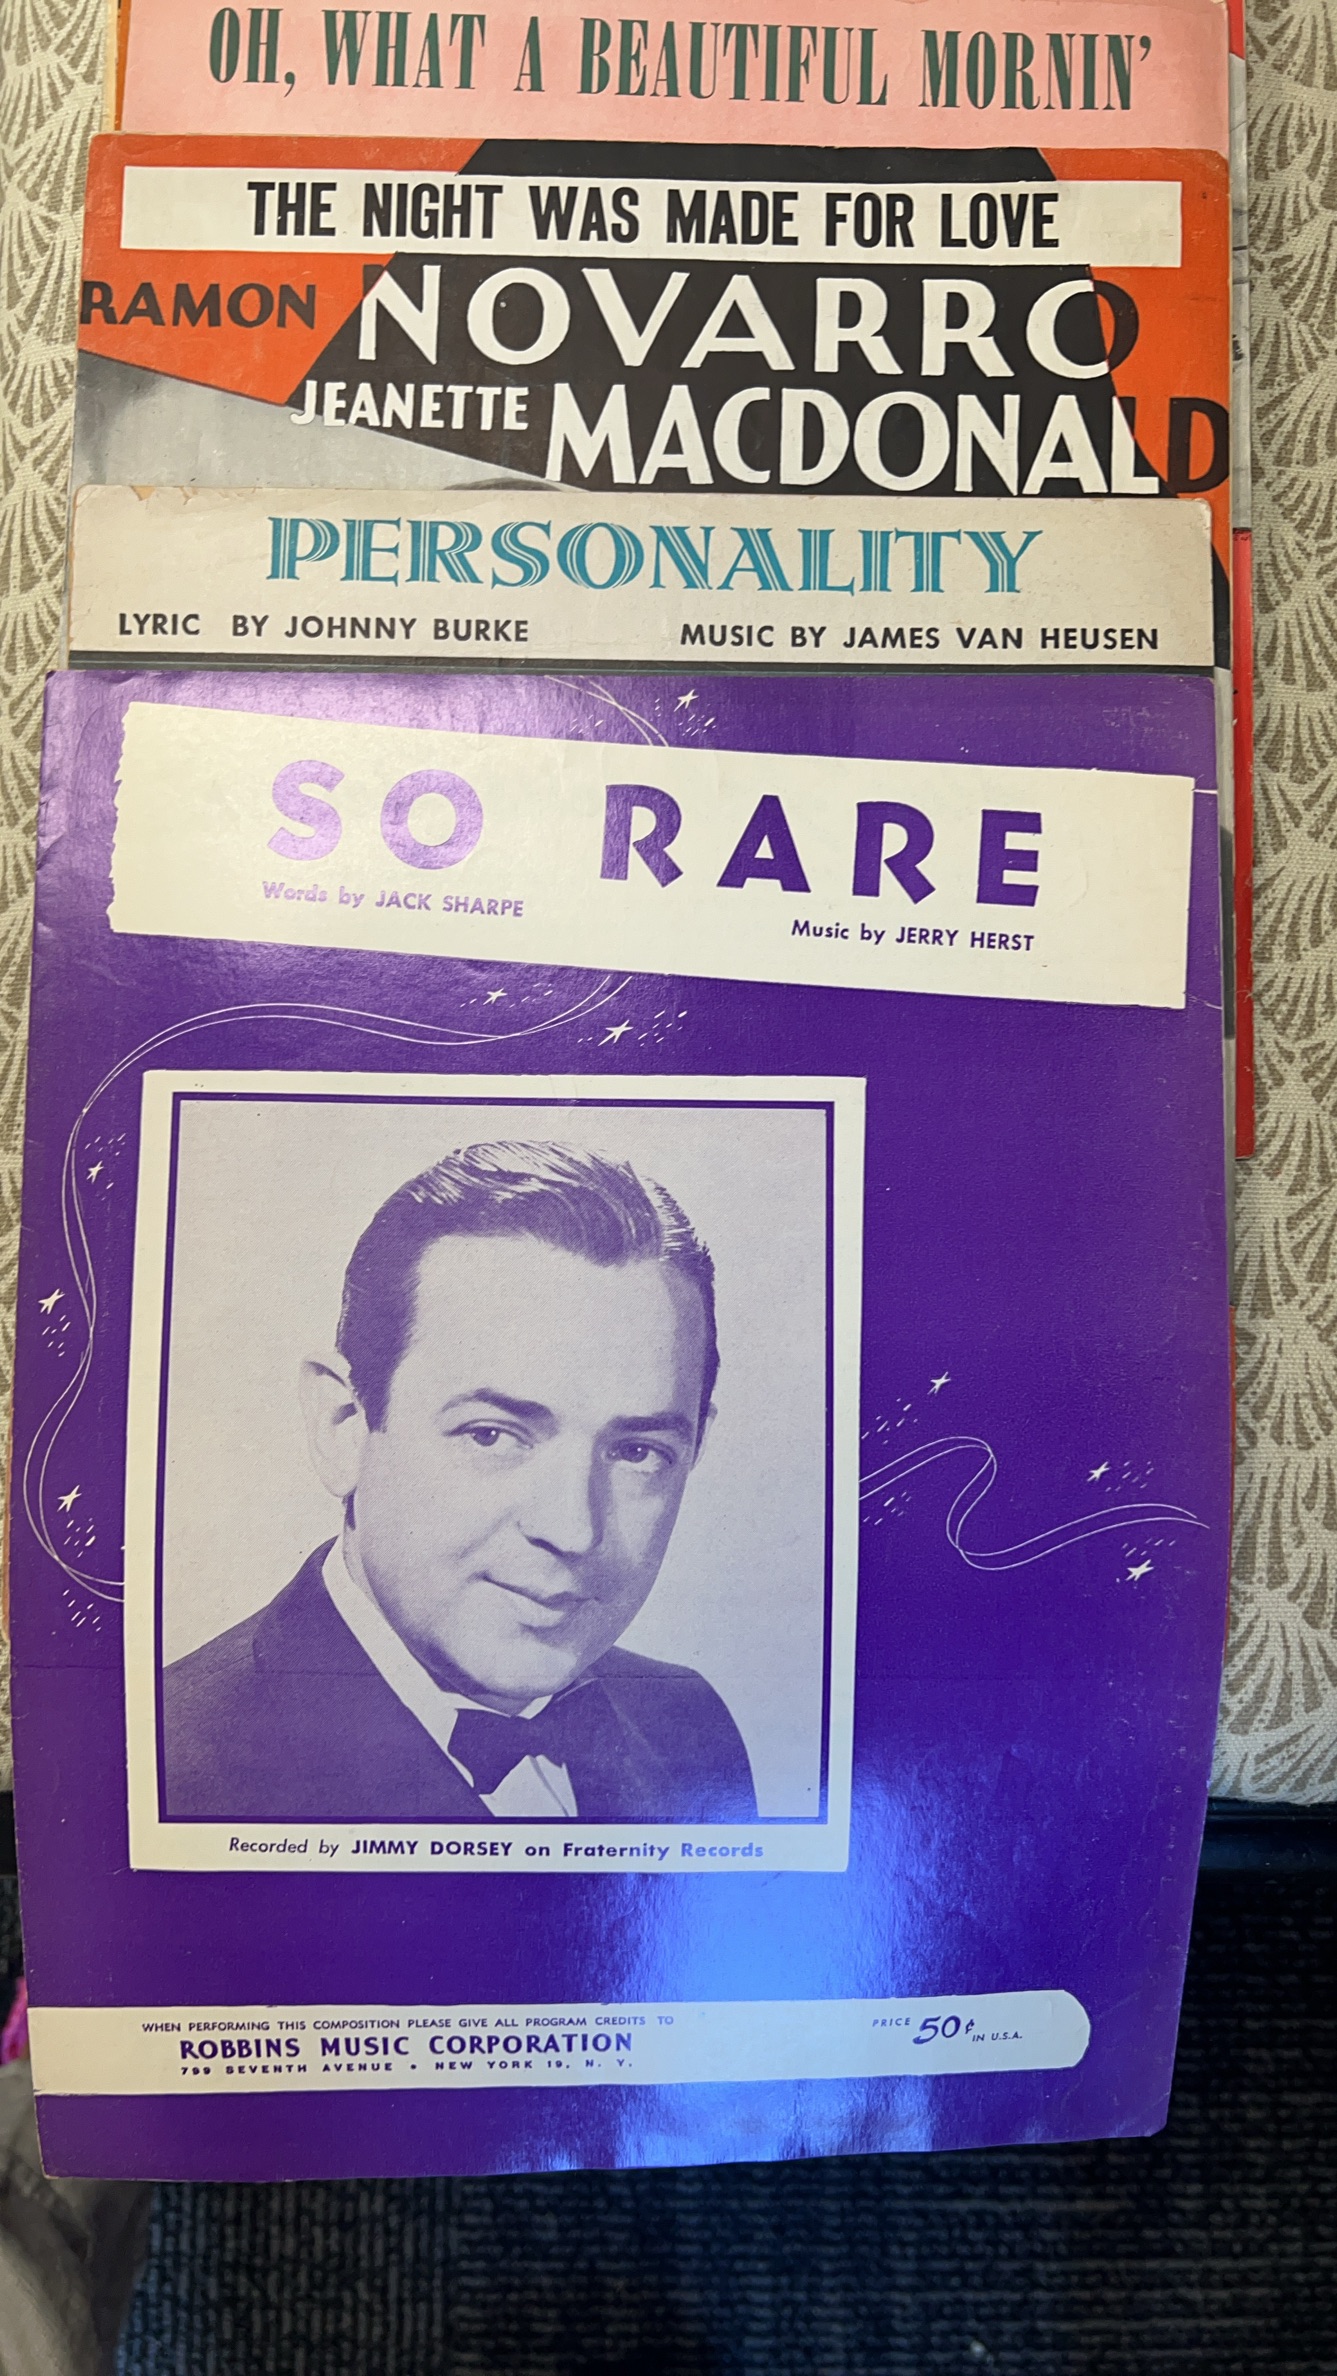 OH, WHAT A BEAUTIFUL MORNIN'
THE NIGHT WAS MADE FOR LOVE
RAMON NOVARRO
JEANETTE MACDONALD
PERSONALITY
LYRIC BY JOHNNY BURKE MUSIC BY JAMES VAN HEUSEN
SO RARE
Words by JACK SHARPE
Music by JERRY HERST
Recorded by JIMMY DORSEY on Fraternity Records
WHEN PERFORMING THIS COMPOSITION PLEASE GIVE ALL PROGRAM CREDITS TO
ROBBINS MUSIC CORPORATION
799 SEVENTH AVENUE • NEW YORK 19, N. Y.
PRICE 50¢ IN U.S.A.